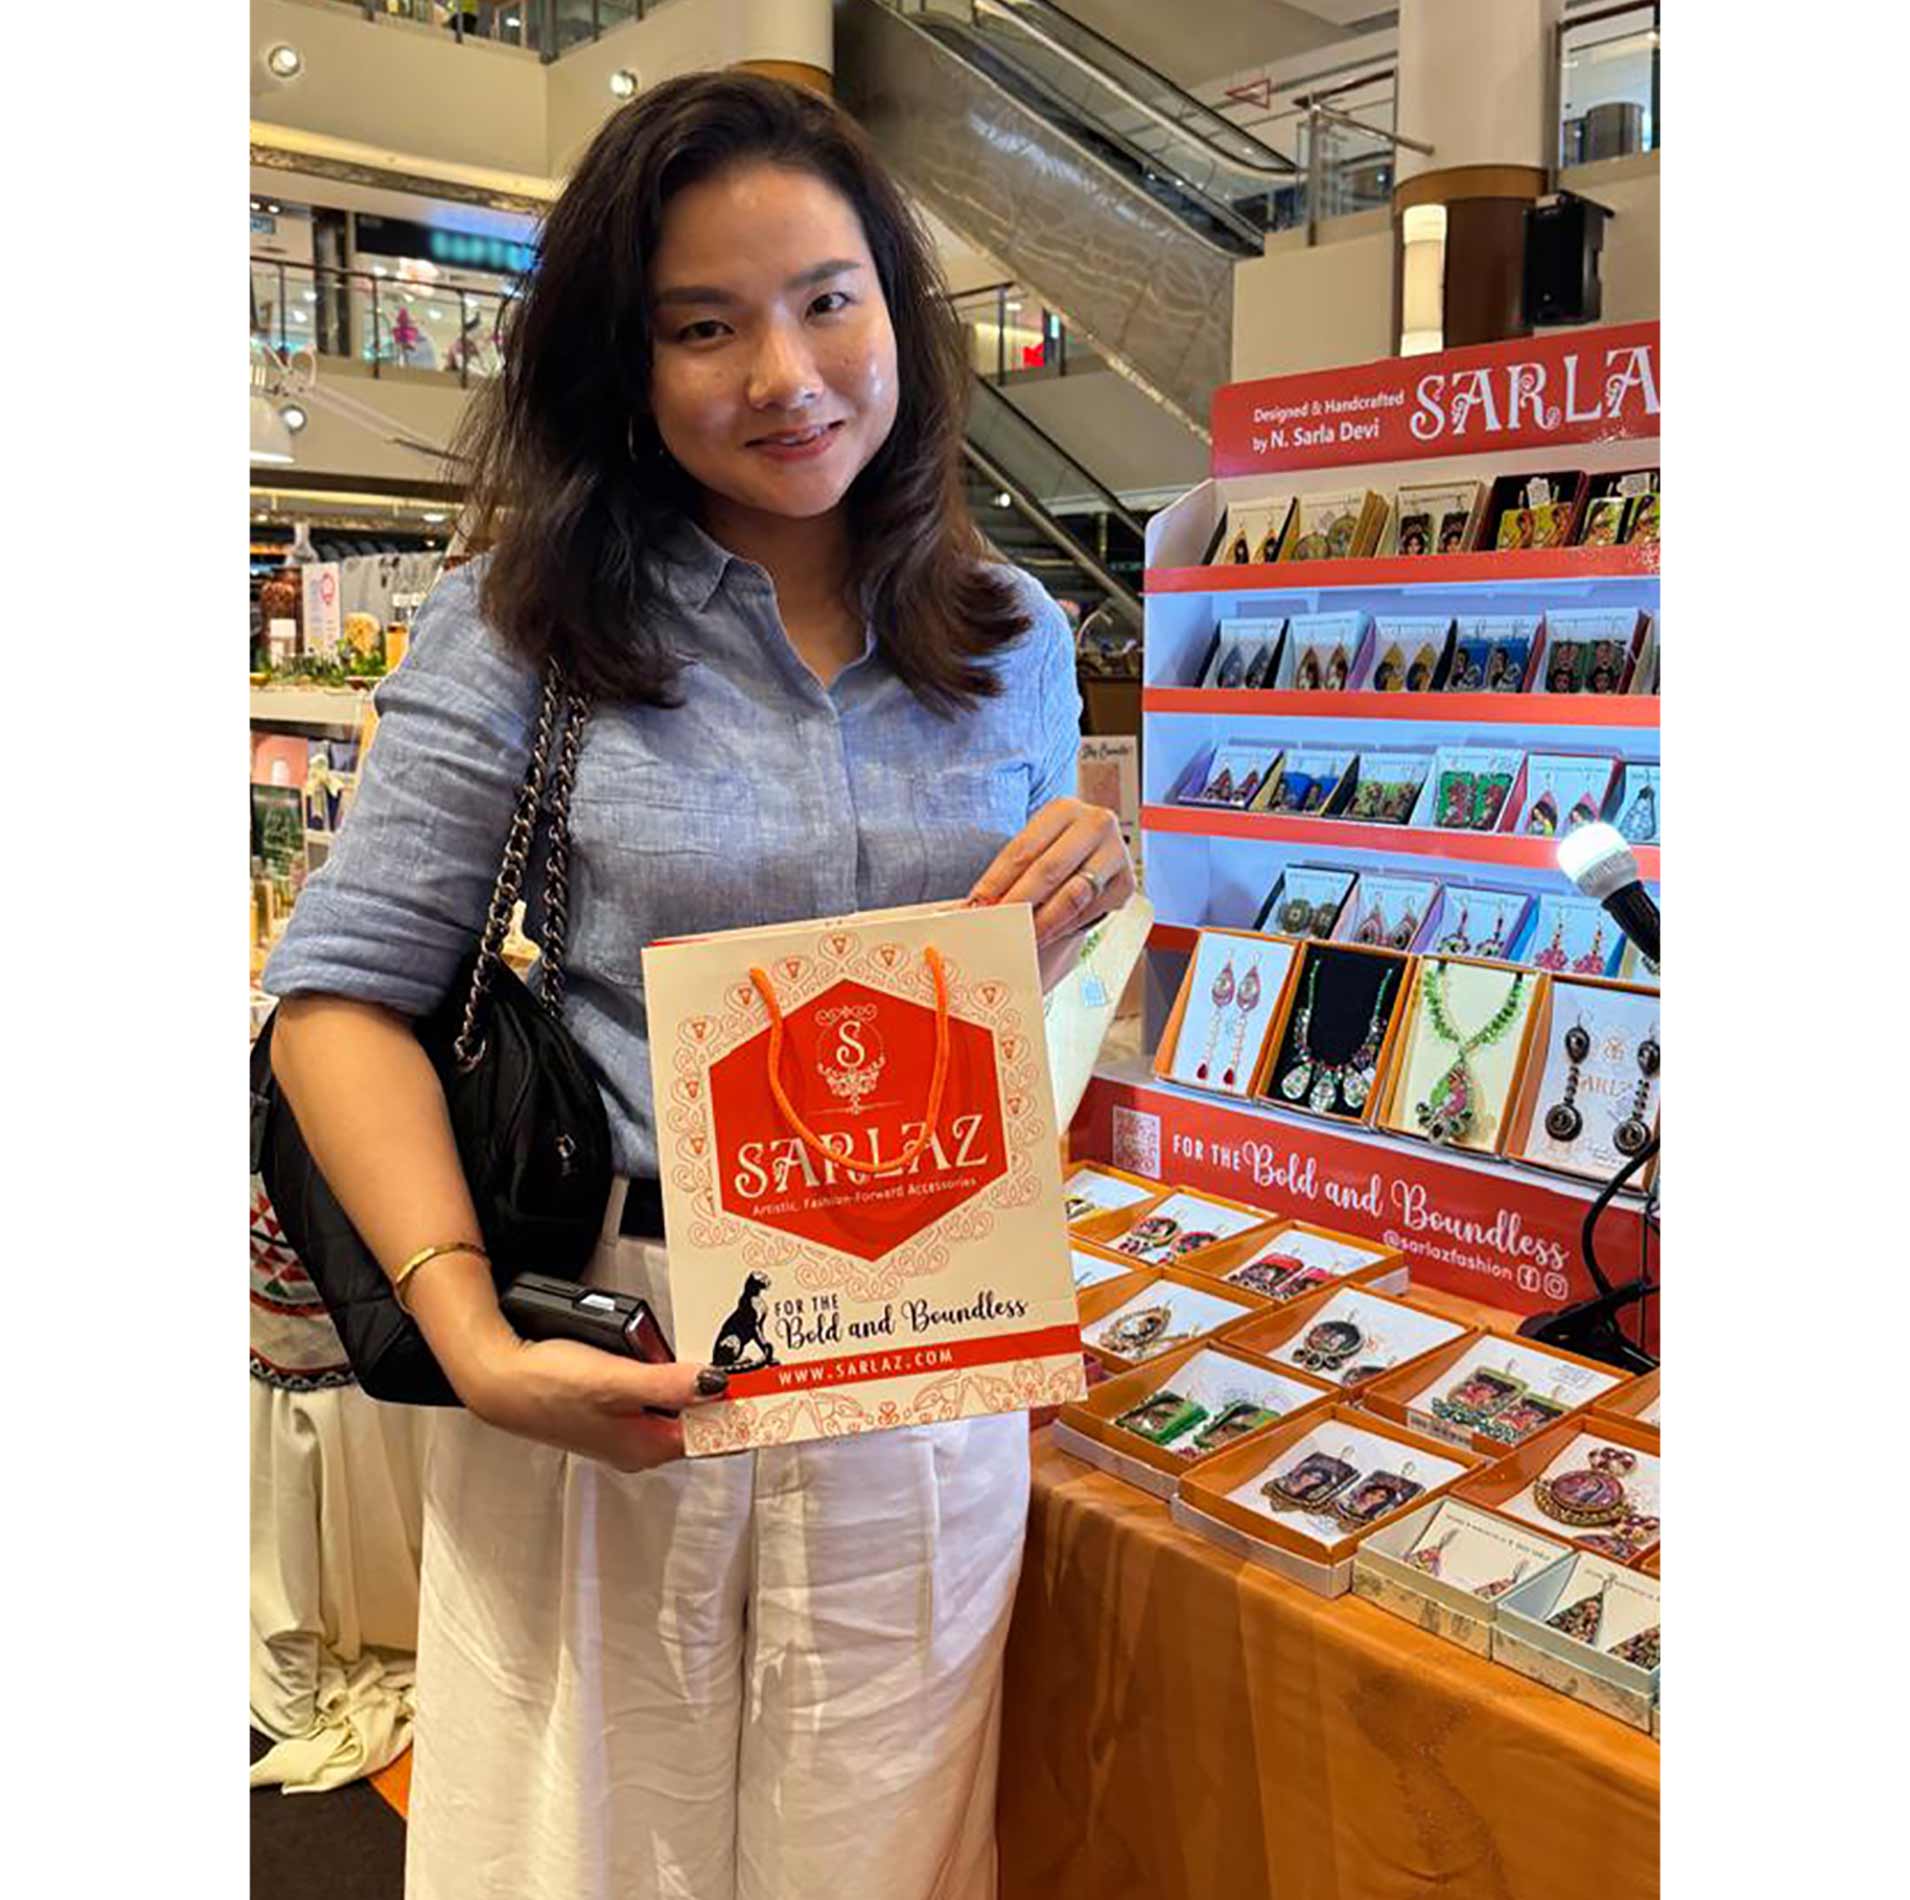 Designed & Handcrafted
by N. Sarla Devi
SARLA
S
SARLAZ
Artistic, Fashion-Forward Accessories
FOR THE
Bold and Boundless
WWW.SARLAZ.COM
FOR THE Bold and Boundless
@sarlazfashion